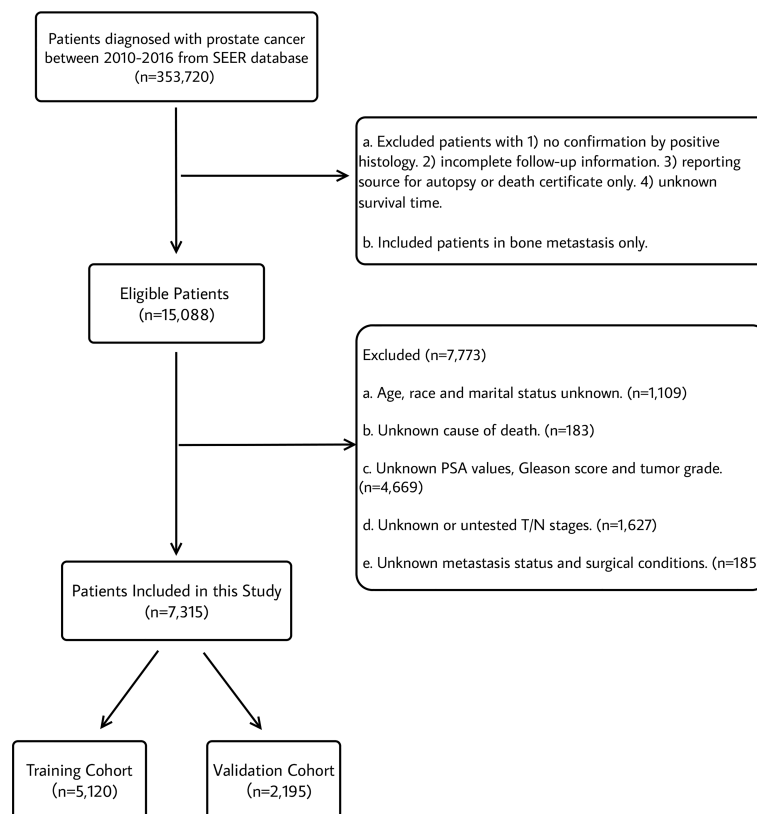 Patients diagnosed with prostate cancer
between 2010-2016 from SEER database
(n=353,720)
a. Excluded patients with 1) no confirmation by positive
histology. 2) incomplete follow-up information. 3) reporting
source for autopsy or death certificate only. 4) unknown
survival time.
b. Included patients in bone metastasis only.
Eligible Patients
(n=15,088)
Excluded (n=7,773)
a. Age, race and marital status unknown. (n=1,109)
b. Unknown cause of death. (n=183)
c. Unknown PSA values, Gleason score and tumor grade.
(n=4,669)
d. Unknown or untested T/N stages. (n=1,627)
e. Unknown metastasis status and surgical conditions. (n=185
Patients Included in this Study
(n=7,315)
Training Cohort
(n=5,120)
Validation Cohort
(n=2,195)